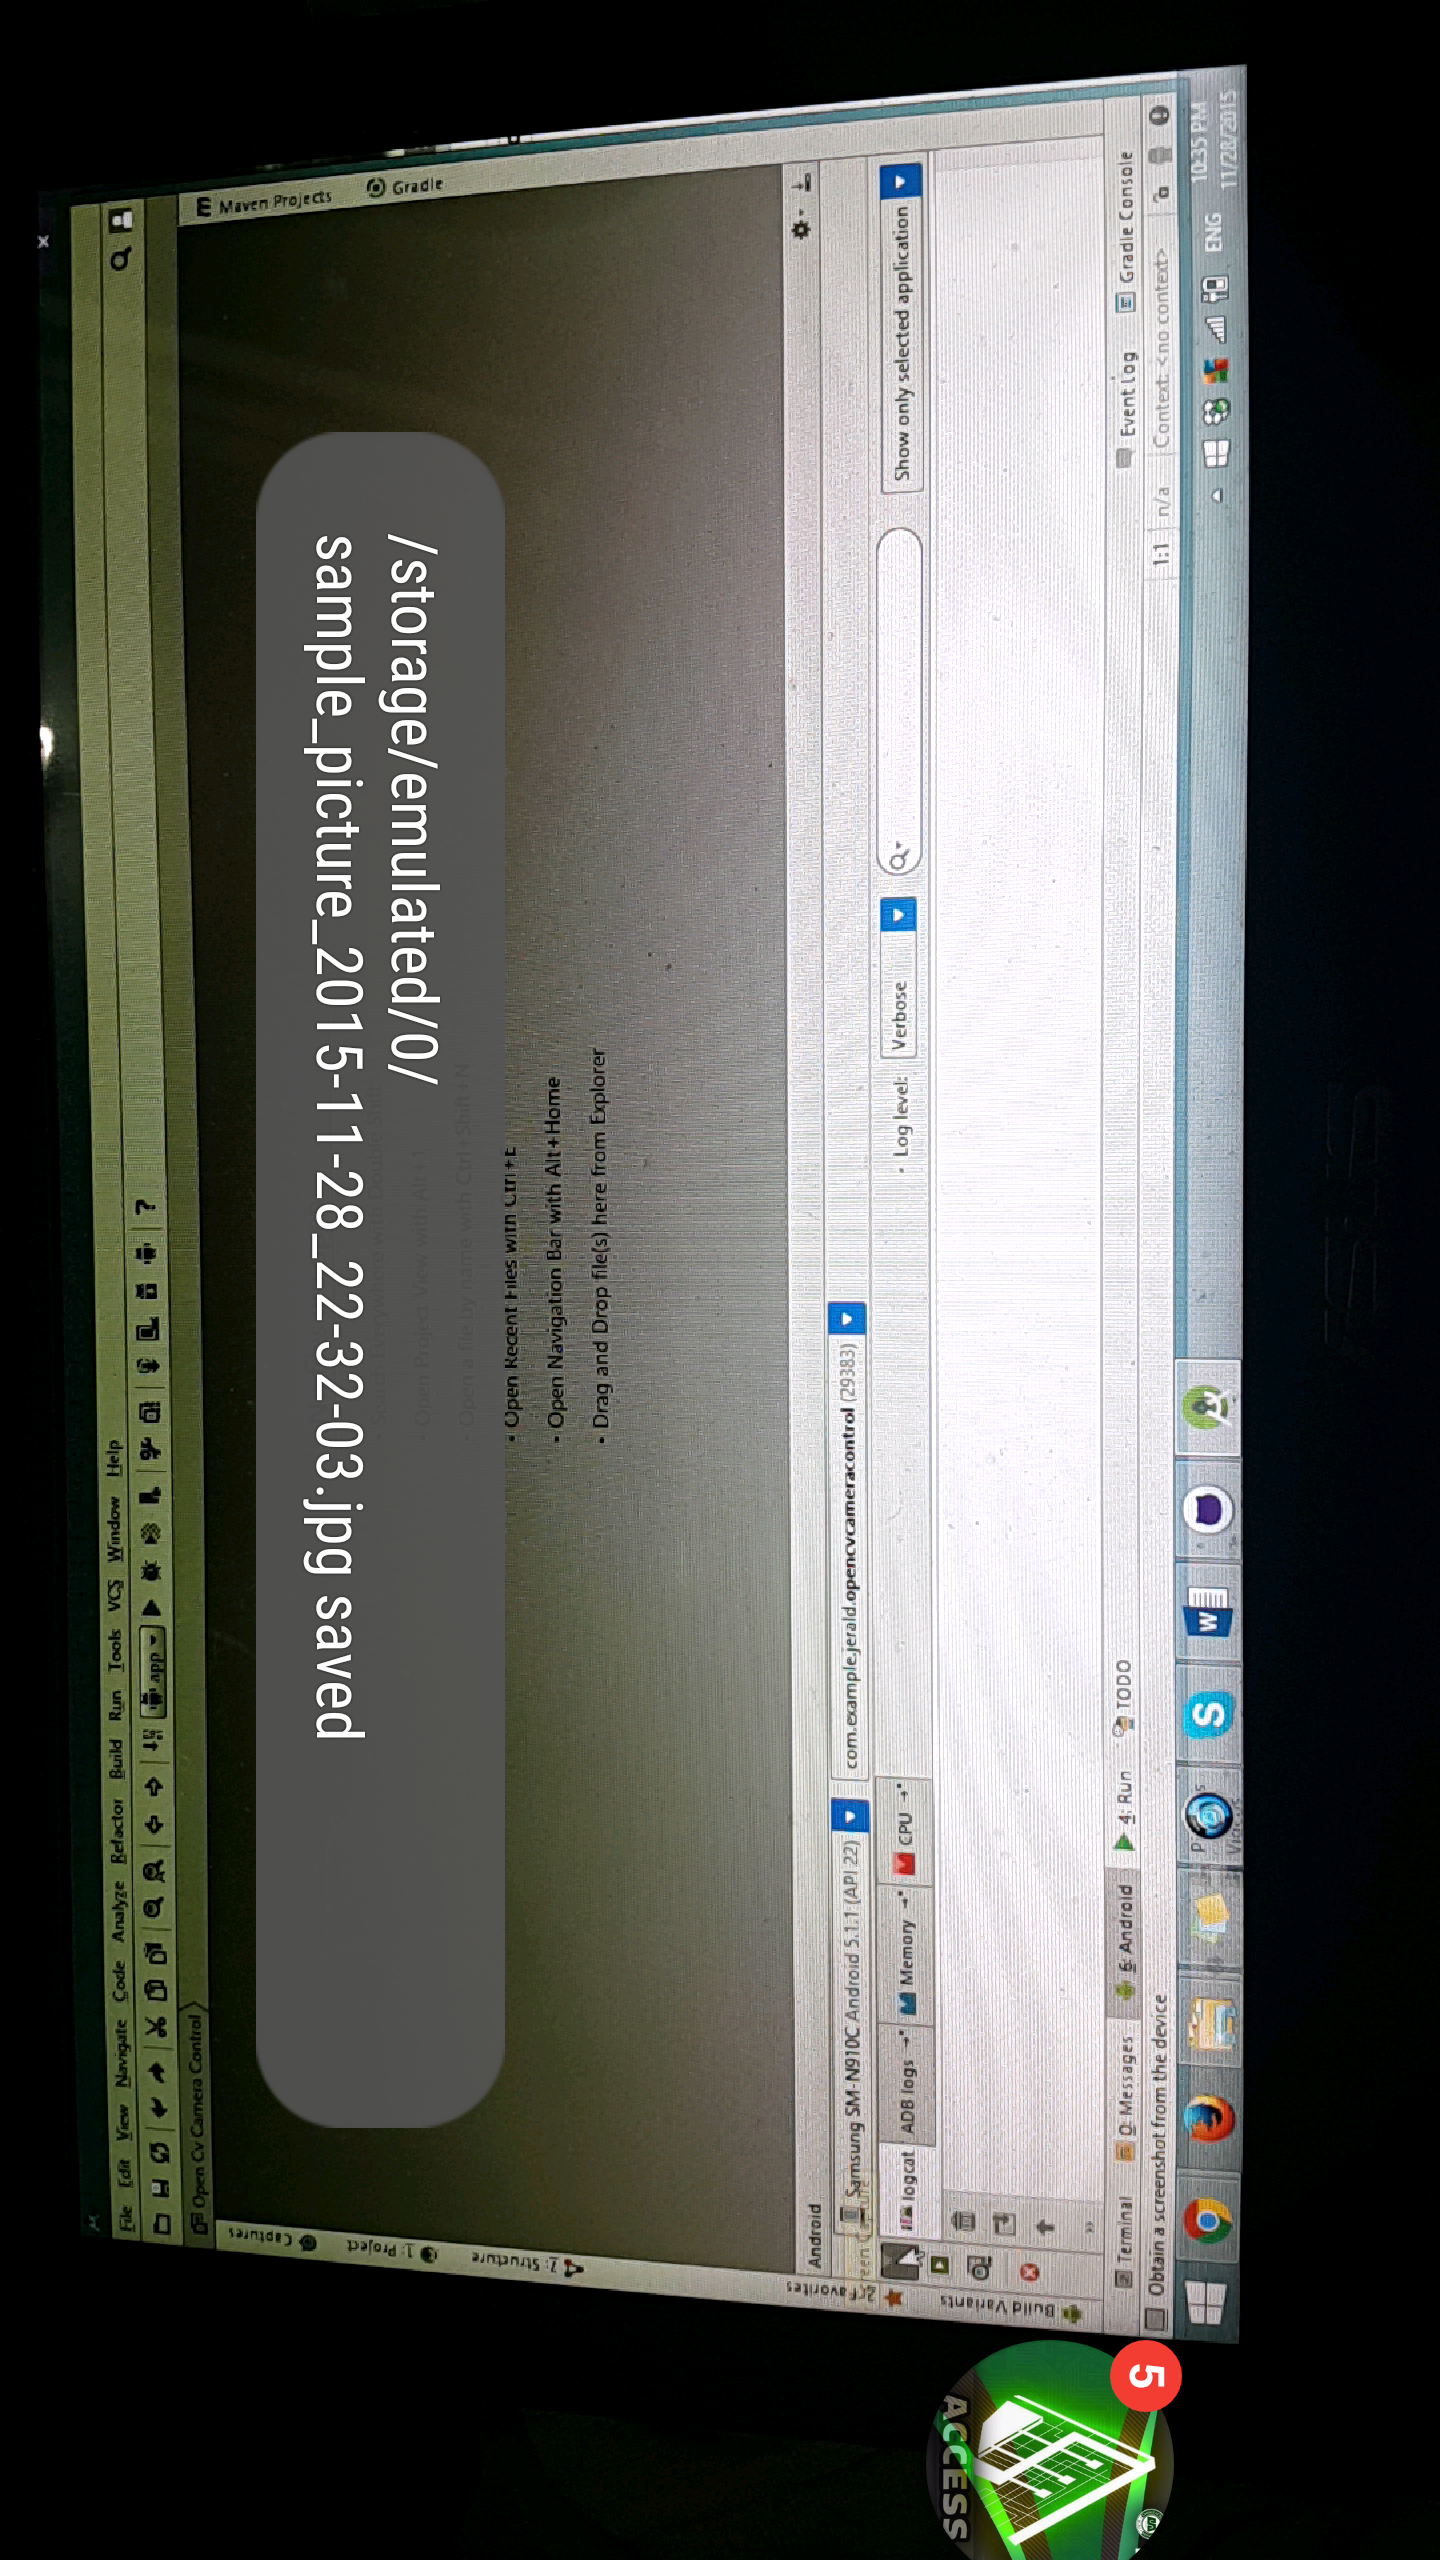 /storage/emulated/0/
sample_picture_2015-11-28_22-32-03.jpg saved
File Edit View Navigate Code Analyze Refactor Build Run Tools VCS Window Help
app
Open Cv Camera Control
Captures
1: Project
7: Structure
2: Favorites
Build Variants
Maven Projects
Gradle
• Open Recent Files with Ctrl+E
• Open Navigation Bar with Alt+Home
• Drag and Drop file(s) here from Explorer
Android
Samsung SM-N910C Android 5.1.1 (API 22)
com.example.jerald.opencvcameracontrol (29383)
logcat
ADB logs
Memory
CPU
Log level:
Verbose
Show only selected application
Terminal
0: Messages
6: Android
4: Run
TODO
Event Log
Gradle Console
Obtain a screenshot from the device
1:1
n/a
Context: <no context>
ENG
10:35 PM
11/28/2015
5
ACCESS